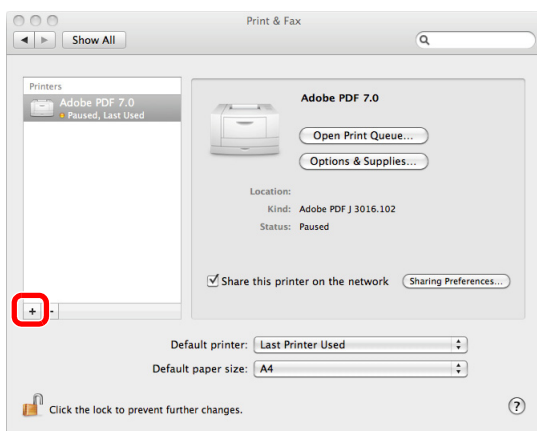 Print & Fax
Show All
Printers
Adobe PDF 7.0
Paused, Last Used
Adobe PDF 7.0
Open Print Queue...
Options & Supplies...
Location:
Kind: Adobe PDF J 3016.102
Status: Paused
Share this printer on the network Sharing Preferences...
+ -
Default printer: Last Printer Used
Default paper size: A4
Click the lock to prevent further changes.
?